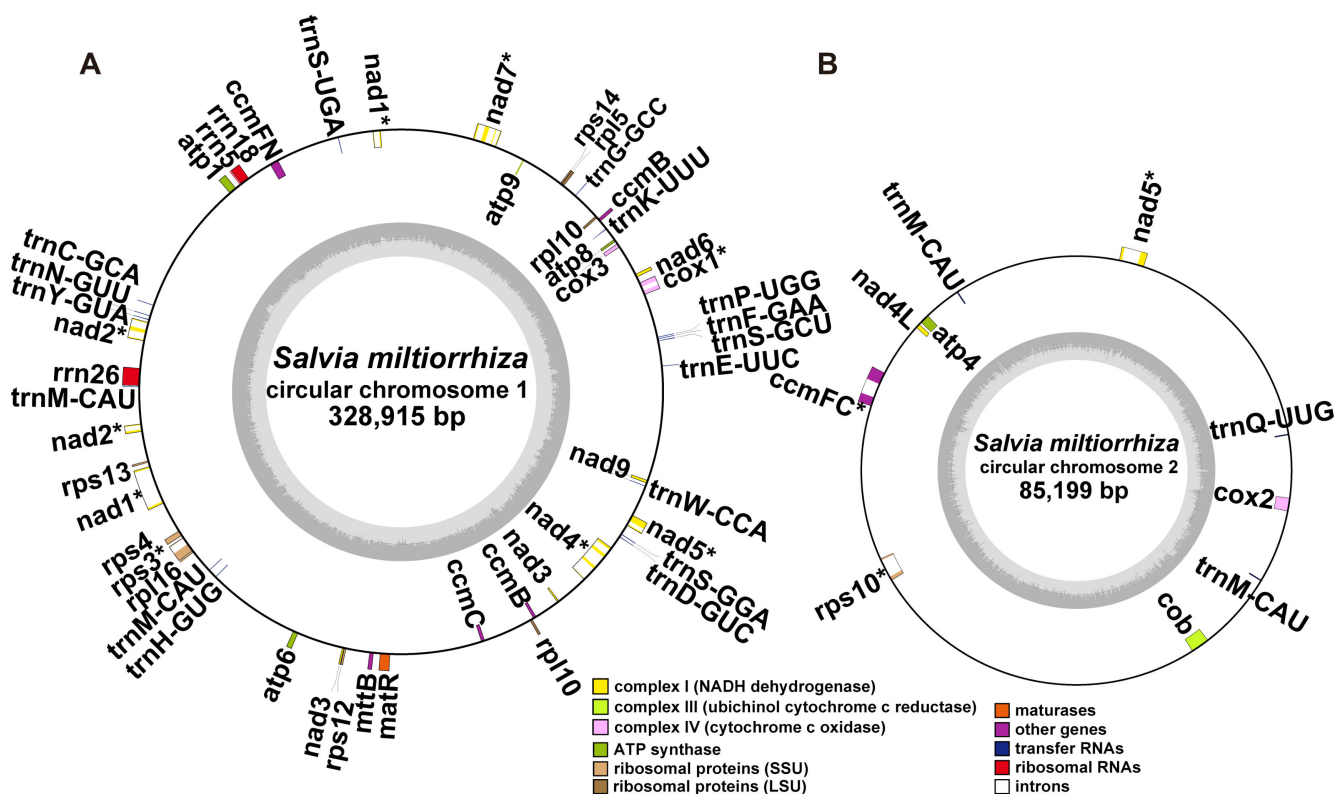 A
trnS-UGA
nad1*
nad7*
rps14
rpl5
trnG-GCC
ccmB
trnK-UUU
nad6
cox1*
trnP-UGG
trnF-GAA
trnS-GCU
trnE-UUC
nad9
trnW-CCA
nad5*
trnS-GGA
trnD-GUC
nad4*
nad3
ccmB
rpl10
ccmC
matR
mttB
rps12
nad3
atp6
trnH-GUG
trnM-CAU
rpl16
rps3*
rps4
nad1*
rps13
nad2*
trnM-CAU
rrn26
nad2*
trnY-GUA
trnN-GUU
trnC-GCA
atp1
rrn5
rrn18
ccmFN
atp9
rpl10
atp8
cox3
Salvia miltiorrhiza
circular chromosome 1
328,915 bp
B
nad5*
trnM-CAU
nad4L
atp4
ccmFC*
trnQ-UUG
cox2
trnM-CAU
cob
rps10*
Salvia miltiorrhiza
circular chromosome 2
85,199 bp
complex I (NADH dehydrogenase)
complex III (ubichinol cytochrome c reductase)
complex IV (cytochrome c oxidase)
ATP synthase
ribosomal proteins (SSU)
ribosomal proteins (LSU)
maturases
other genes
transfer RNAs
ribosomal RNAs
introns